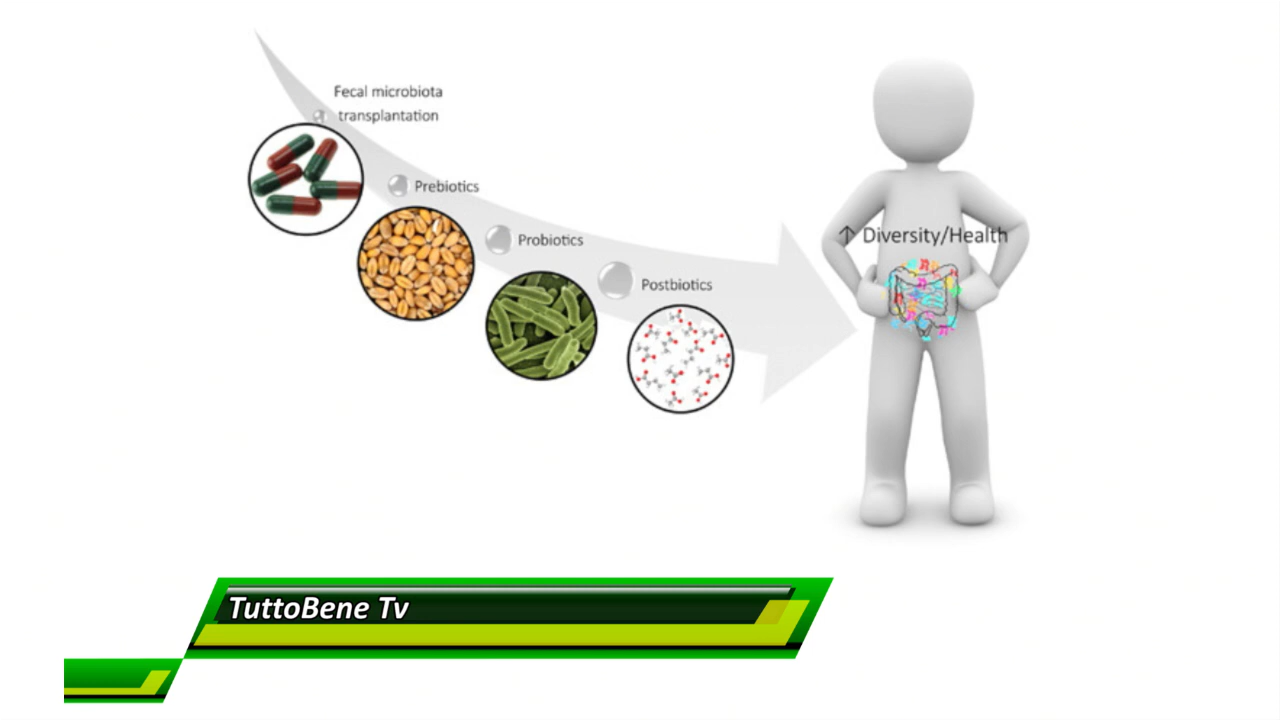 Fecal microbiota
transplantation
Prebiotics
Probiotics
Postbiotics
↑ Diversity/Health
TuttoBene Tv